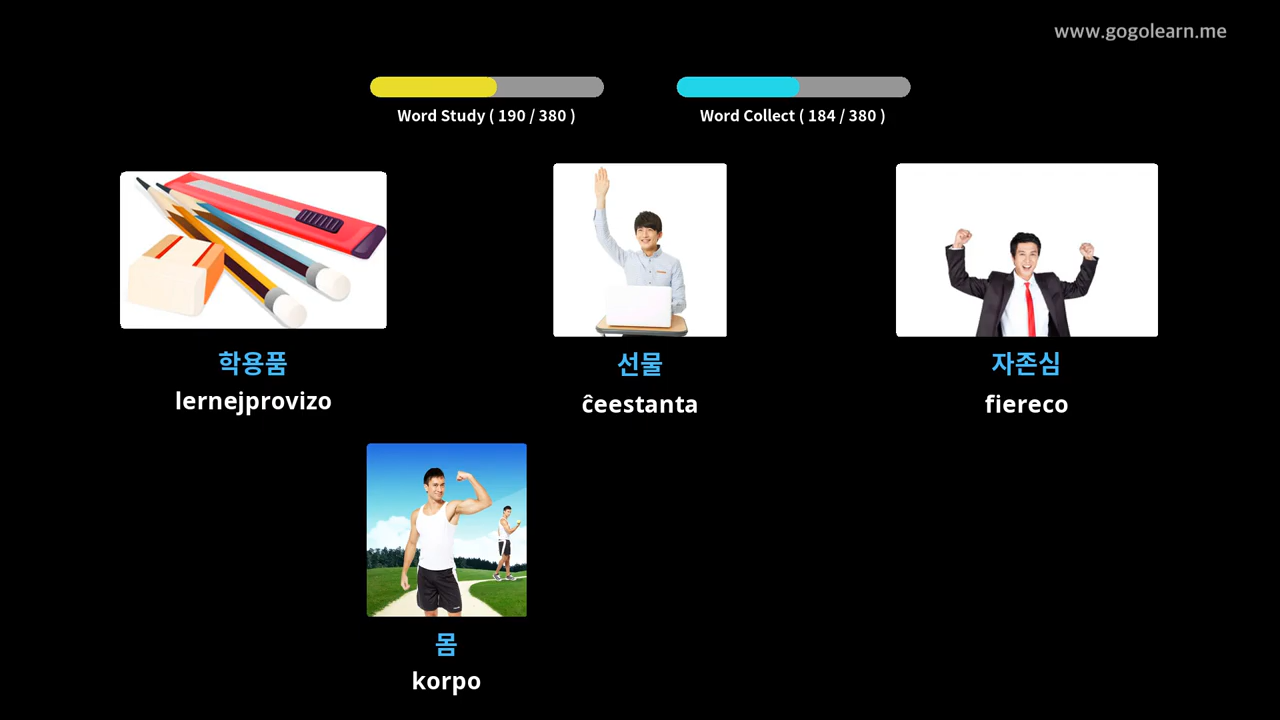 www.gogolearn.me
Word Study ( 190 / 380 )
Word Collect ( 184 / 380 )
학용품
lernejprovizo
선물
ĉeestanta
자존심
fiereco
몸
korpo